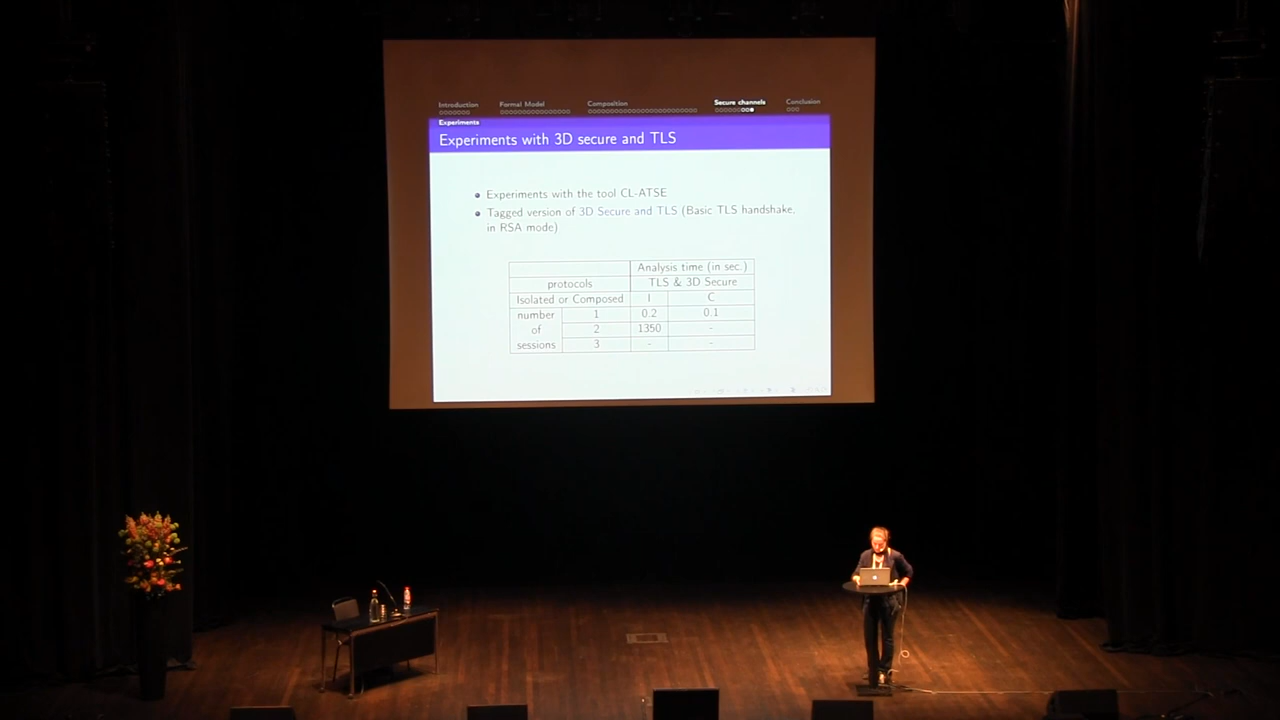 Introduction Formal Model Composition Secure channels Conclusion
Experiments
Experiments with 3D secure and TLS
Experiments with the tool CL-ATSE
Tagged version of 3D Secure and TLS (Basic TLS handshake,
in RSA mode)
Analysis time (in sec.)
protocols TLS & 3D Secure
Isolated or Composed I C
number 1 0.2 0.1
of 2 1350 -
sessions 3 - -